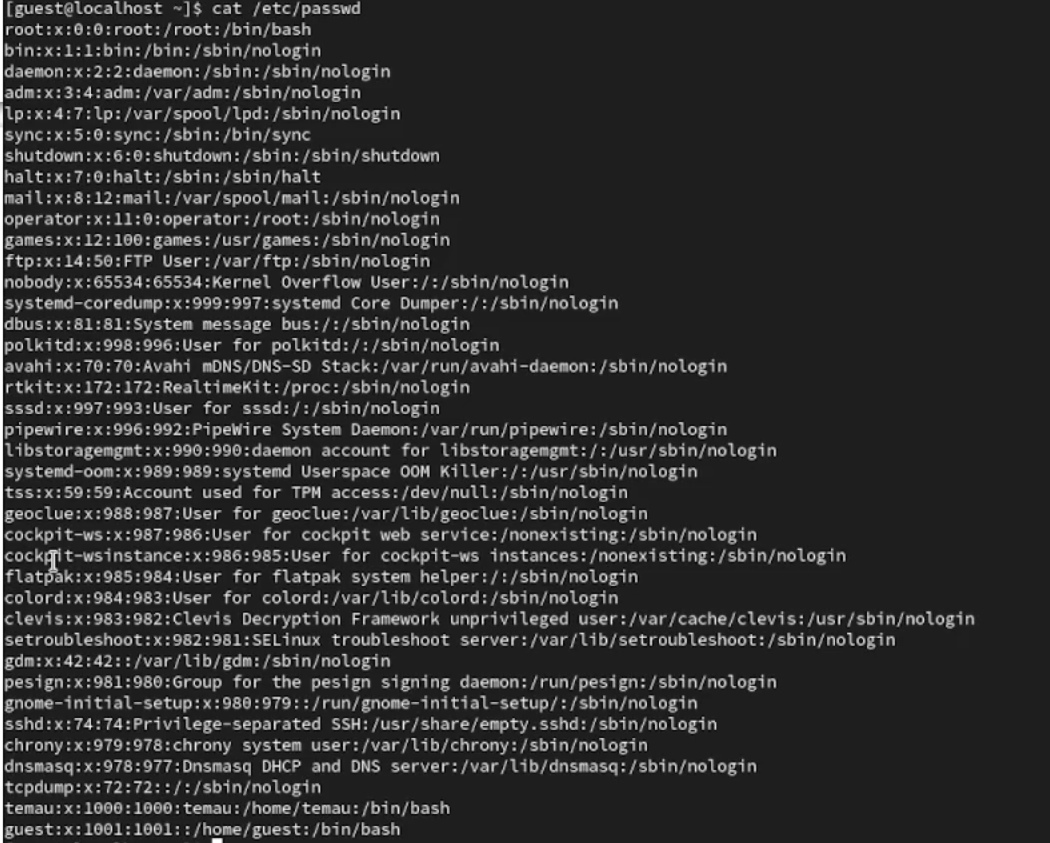 [guest@localhost ~]$ cat /etc/passwd
root:x:0:0:root:/root:/bin/bash
bin:x:1:1:bin:/bin:/sbin/nologin
daemon:x:2:2:daemon:/sbin:/sbin/nologin
adm:x:3:4:adm:/var/adm:/sbin/nologin
lp:x:4:7:lp:/var/spool/lpd:/sbin/nologin
sync:x:5:0:sync:/sbin:/bin/sync
shutdown:x:6:0:shutdown:/sbin:/sbin/shutdown
halt:x:7:0:halt:/sbin:/sbin/halt
mail:x:8:12:mail:/var/spool/mail:/sbin/nologin
operator:x:11:0:operator:/root:/sbin/nologin
games:x:12:100:games:/usr/games:/sbin/nologin
ftp:x:14:50:FTP User:/var/ftp:/sbin/nologin
nobody:x:65534:65534:Kernel Overflow User:/:/sbin/nologin
systemd-coredump:x:999:997:systemd Core Dumper:/:/sbin/nologin
dbus:x:81:81:System message bus:/:/sbin/nologin
polkitd:x:998:996:User for polkitd:/:/sbin/nologin
avahi:x:70:70:Avahi mDNS/DNS-SD Stack:/var/run/avahi-daemon:/sbin/nologin
rtkit:x:172:172:RealtimeKit:/proc:/sbin/nologin
sssd:x:997:993:User for sssd:/:/sbin/nologin
pipewire:x:996:992:PipeWire System Daemon:/var/run/pipewire:/sbin/nologin
libstoragemgmt:x:990:990:daemon account for libstoragemgmt:/:/usr/sbin/nologin
systemd-oom:x:989:989:systemd Userspace OOM Killer:/:/usr/sbin/nologin
tss:x:59:59:Account used for TPM access:/dev/null:/sbin/nologin
geoclue:x:988:987:User for geoclue:/var/lib/geoclue:/sbin/nologin
cockpit-ws:x:987:986:User for cockpit web service:/nonexisting:/sbin/nologin
cockpit-wsinstance:x:986:985:User for cockpit-ws instances:/nonexisting:/sbin/nologin
flatpak:x:985:984:User for flatpak system helper:/:/sbin/nologin
colord:x:984:983:User for colord:/var/lib/colord:/sbin/nologin
clevis:x:983:982:Clevis Decryption Framework unprivileged user:/var/cache/clevis:/usr/sbin/nologin
setroubleshoot:x:982:981:SELinux troubleshoot server:/var/lib/setroubleshoot:/sbin/nologin
gdm:x:42:42::/var/lib/gdm:/sbin/nologin
pesign:x:981:980:Group for the pesign signing daemon:/run/pesign:/sbin/nologin
gnome-initial-setup:x:980:979::/run/gnome-initial-setup/:/sbin/nologin
sshd:x:74:74:Privilege-separated SSH:/usr/share/empty.sshd:/sbin/nologin
chrony:x:979:978:chrony system user:/var/lib/chrony:/sbin/nologin
dnsmasq:x:978:977:Dnsmasq DHCP and DNS server:/var/lib/dnsmasq:/sbin/nologin
tcpdump:x:72:72::/:/sbin/nologin
temau:x:1000:1000:temau:/home/temau:/bin/bash
guest:x:1001:1001::/home/guest:/bin/bash